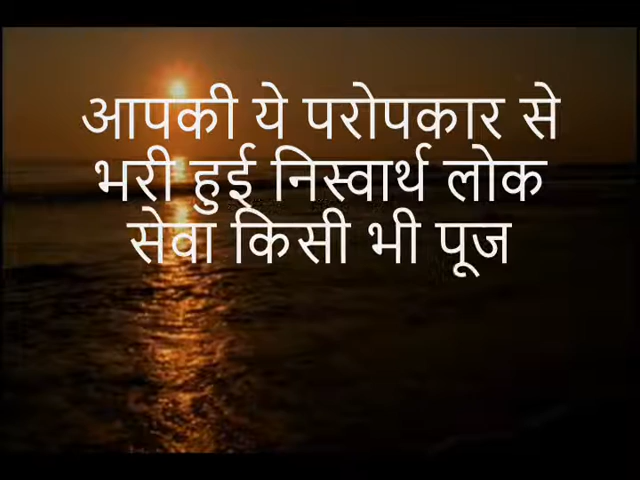 आपकी ये परोपकार से
भरी हुई निस्वार्थ लोक
सेवा किसी भी पूज